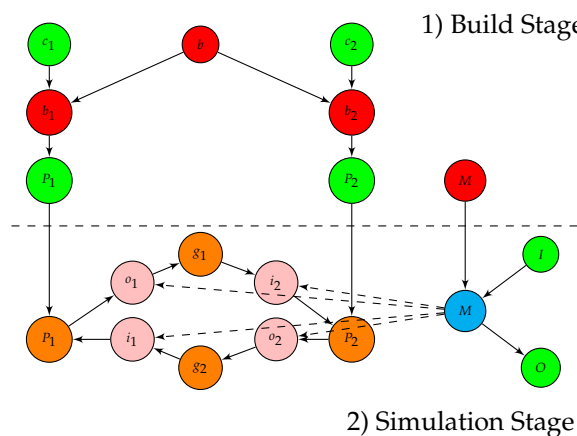 1) Build Stage
c1
b
c2
b1
b2
P1
P2
M
g1
I
o1
i2
M
P1
i1
o2
P2
g2
O
2) Simulation Stage